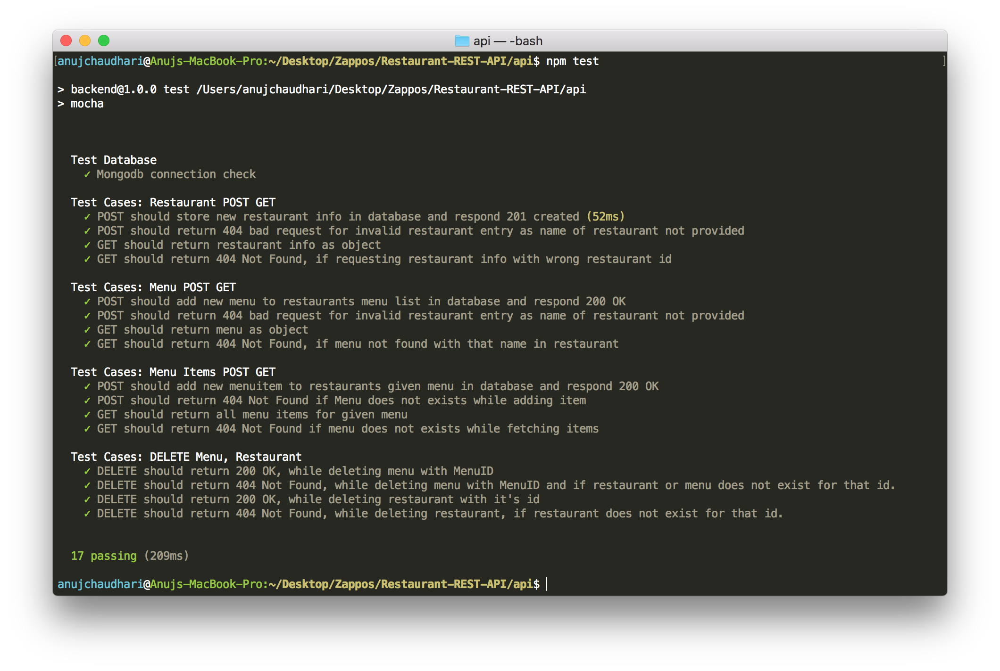 api — -bash
[anujchaudhari@Anujs-MacBook-Pro:~/Desktop/Zappos/Restaurant-REST-API/api$ npm test ]
> backend@1.0.0 test /Users/anujchaudhari/Desktop/Zappos/Restaurant-REST-API/api
> mocha
Test Database
✓ Mongodb connection check
Test Cases: Restaurant POST GET
✓ POST should store new restaurant info in database and respond 201 created (52ms)
✓ POST should return 404 bad request for invalid restaurant entry as name of restaurant not provided
✓ GET should return restaurant info as object
✓ GET should return 404 Not Found, if requesting restaurant info with wrong restaurant id
Test Cases: Menu POST GET
✓ POST should add new menu to restaurants menu list in database and respond 200 OK
✓ POST should return 404 bad request for invalid restaurant entry as name of restaurant not provided
✓ GET should return menu as object
✓ GET should return 404 Not Found, if menu not found with that name in restaurant
Test Cases: Menu Items POST GET
✓ POST should add new menuitem to restaurants given menu in database and respond 200 OK
✓ POST should return 404 Not Found if Menu does not exists while adding item
✓ GET should return all menu items for given menu
✓ GET should return 404 Not Found if menu does not exists while fetching items
Test Cases: DELETE Menu, Restaurant
✓ DELETE should return 200 OK, while deleting menu with MenuID
✓ DELETE should return 404 Not Found, while deleting menu with MenuID and if restaurant or menu does not exist for that id.
✓ DELETE should return 200 OK, while deleting restaurant with it's id
✓ DELETE should return 404 Not Found, while deleting restaurant, if restaurant does not exist for that id.
17 passing (209ms)
anujchaudhari@Anujs-MacBook-Pro:~/Desktop/Zappos/Restaurant-REST-API/api$